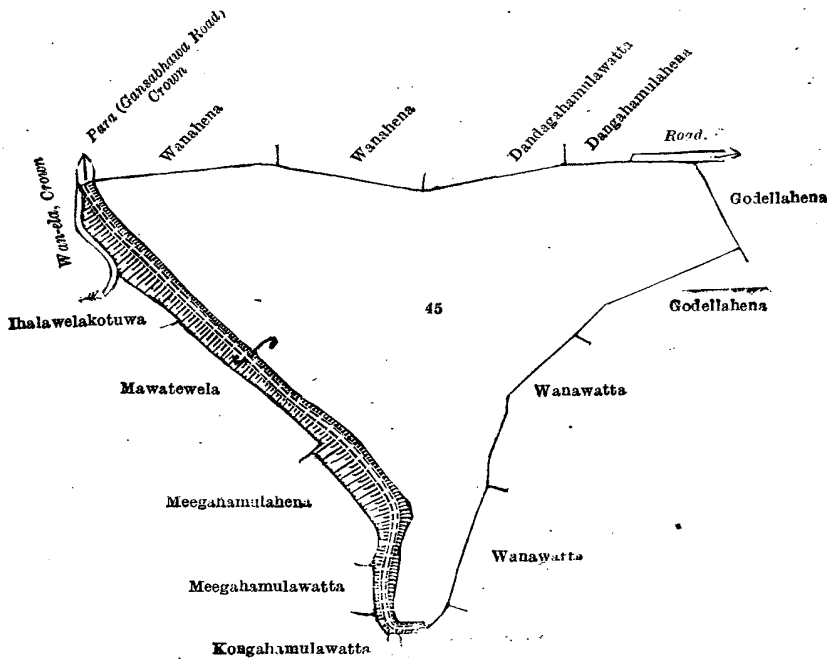 Para (Gansabhawa Road,)
Crown
Wanahena
Wanahena
Dandagahamulawatta
Dangahamulahena
Road.
Wan-ela, Crown
Godellahena
Godellahena
Ihalawelakotuwa
45
Mawatewela
Wanawatta
Meeganamulahena
Wanawatta
Meegahamulawatta
Kongahamulawatta